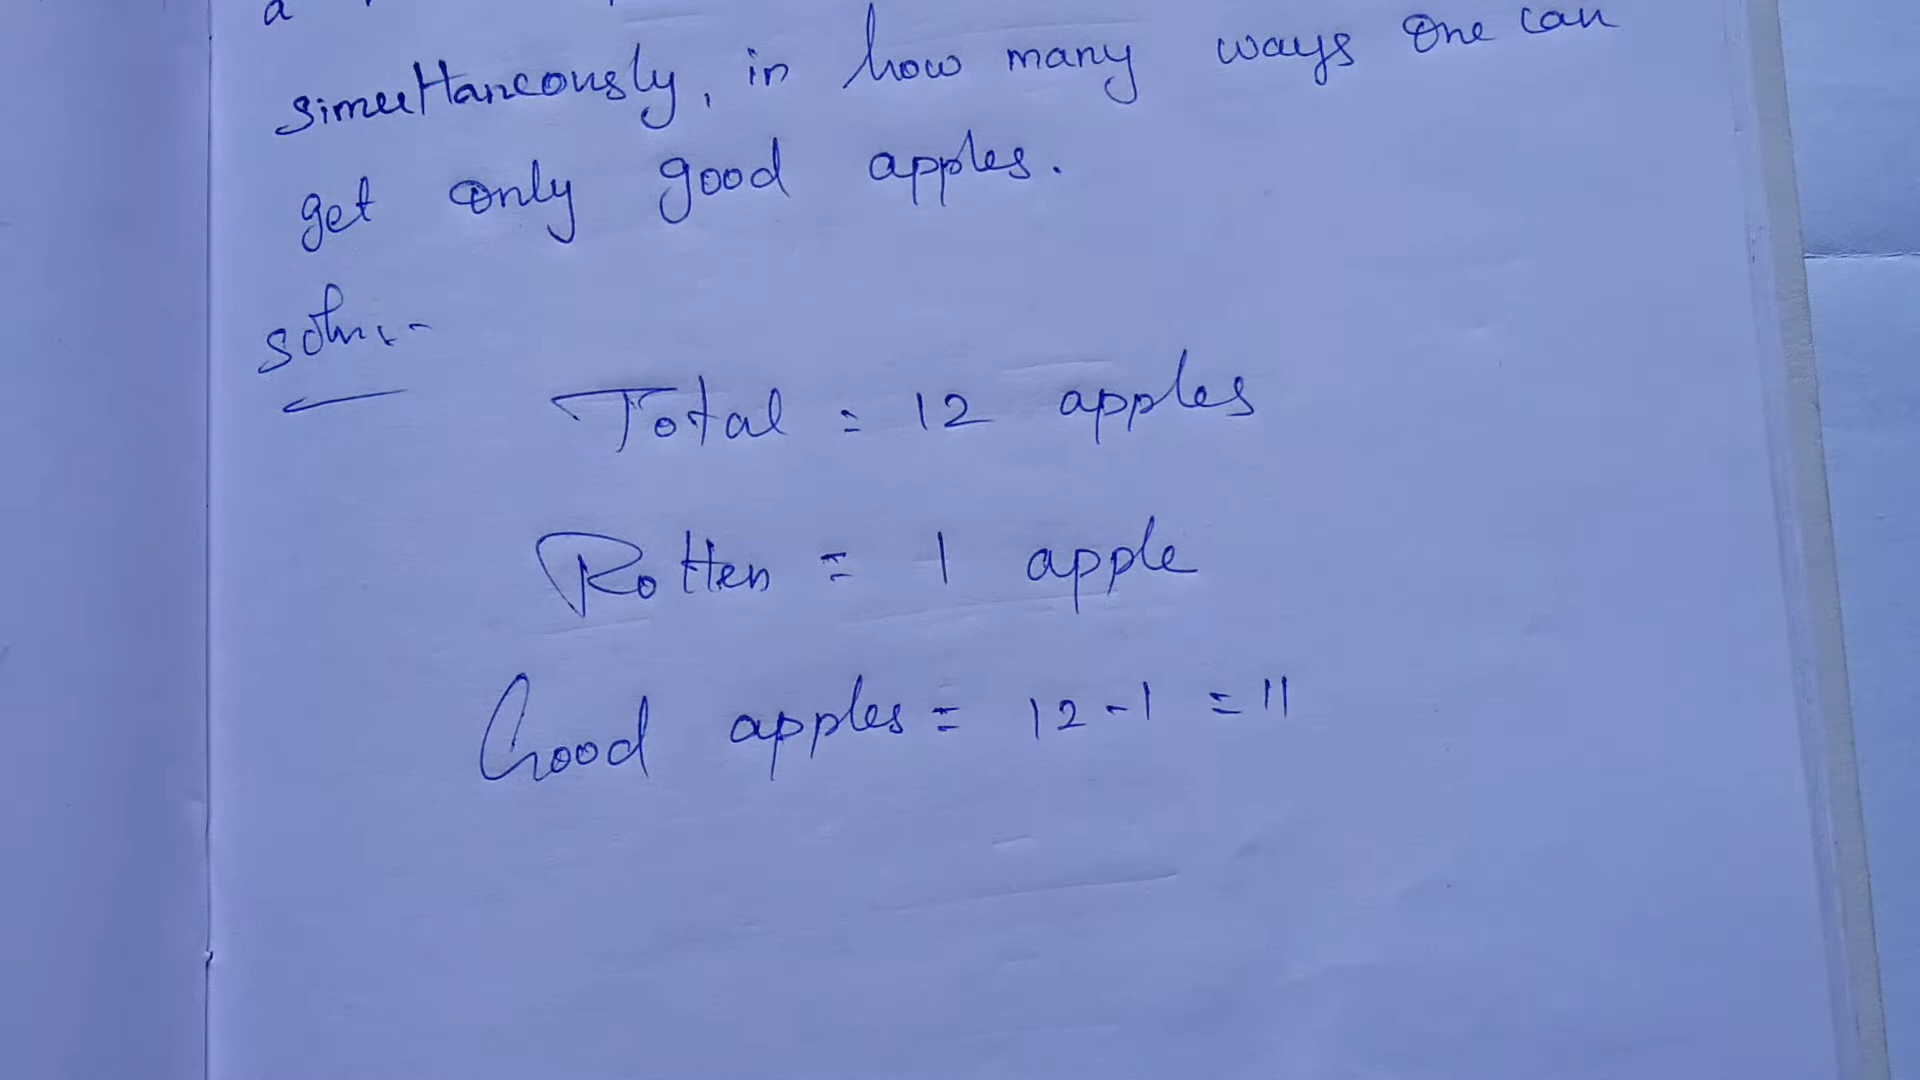 a
simultaneously, in how many ways one can
get only good apples.
soln:-
Total = 12 apples
Rotten = 1 apple
Good apples = 12-1 = 11